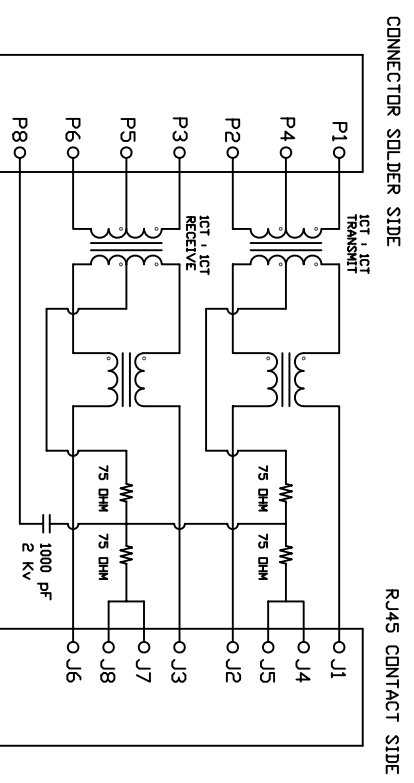 CONNECTOR SOLDER SIDE
RJ45 CONTACT SIDE
P1
P4
P2
P3
P5
P6
P8
1CT : 1CT
TRANSMIT
1CT : 1CT
RECEIVE
75 OHM
75 OHM
75 OHM
75 OHM
1000 pF
2 Kv
J1
J4
J5
J2
J3
J7
J8
J6